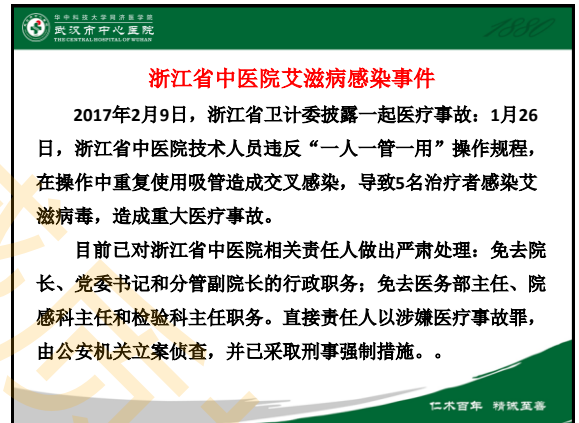 华中科技大学同济医学院
武汉市中心医院
THE CENTRAL HOSPITAL OF WUHAN
1880
浙江省中医院艾滋病感染事件
2017年2月9日，浙江省卫计委披露一起医疗事故：1月26
日，浙江省中医院技术人员违反“一人一管一用”操作规程，
在操作中重复使用吸管造成交叉感染，导致5名治疗者感染艾
滋病毒，造成重大医疗事故。
目前已对浙江省中医院相关责任人做出严肃处理：免去院
长、党委书记和分管副院长的行政职务；免去医务部主任、院
感科主任和检验科主任职务。直接责任人以涉嫌医疗事故罪，
由公安机关立案侦查，并已采取刑事强制措施。。
仁术百年 精诚至善